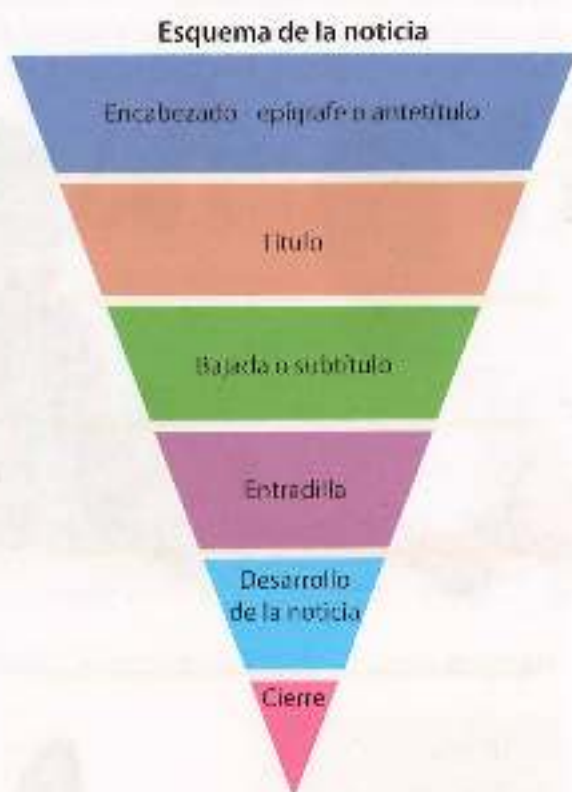 Esquema de la noticia
Encabezado - epígrafe o antetítulo
Título
Bajada o subtítulo
Entradilla
Desarrollo
de la noticia
Cierre